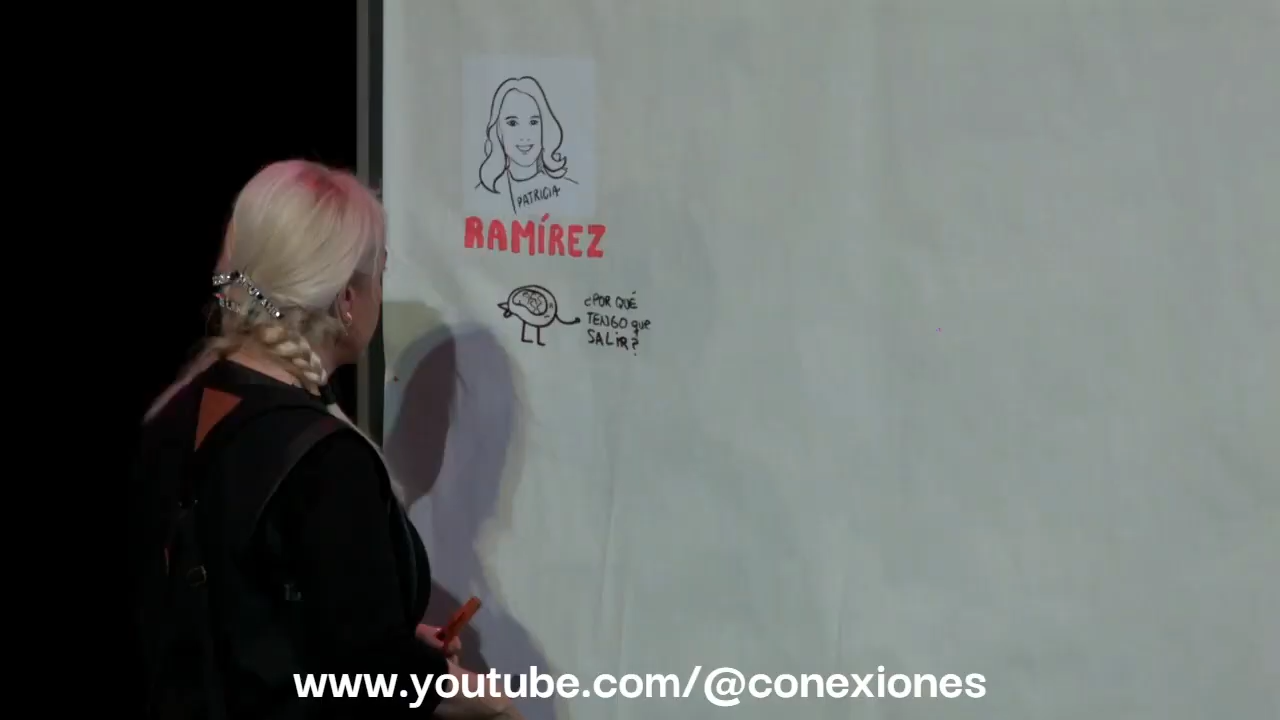 PATRICIA
RAMÍREZ
¿POR QUÉ
TENGO que
SALIR?
www.youtube.com/@conexiones